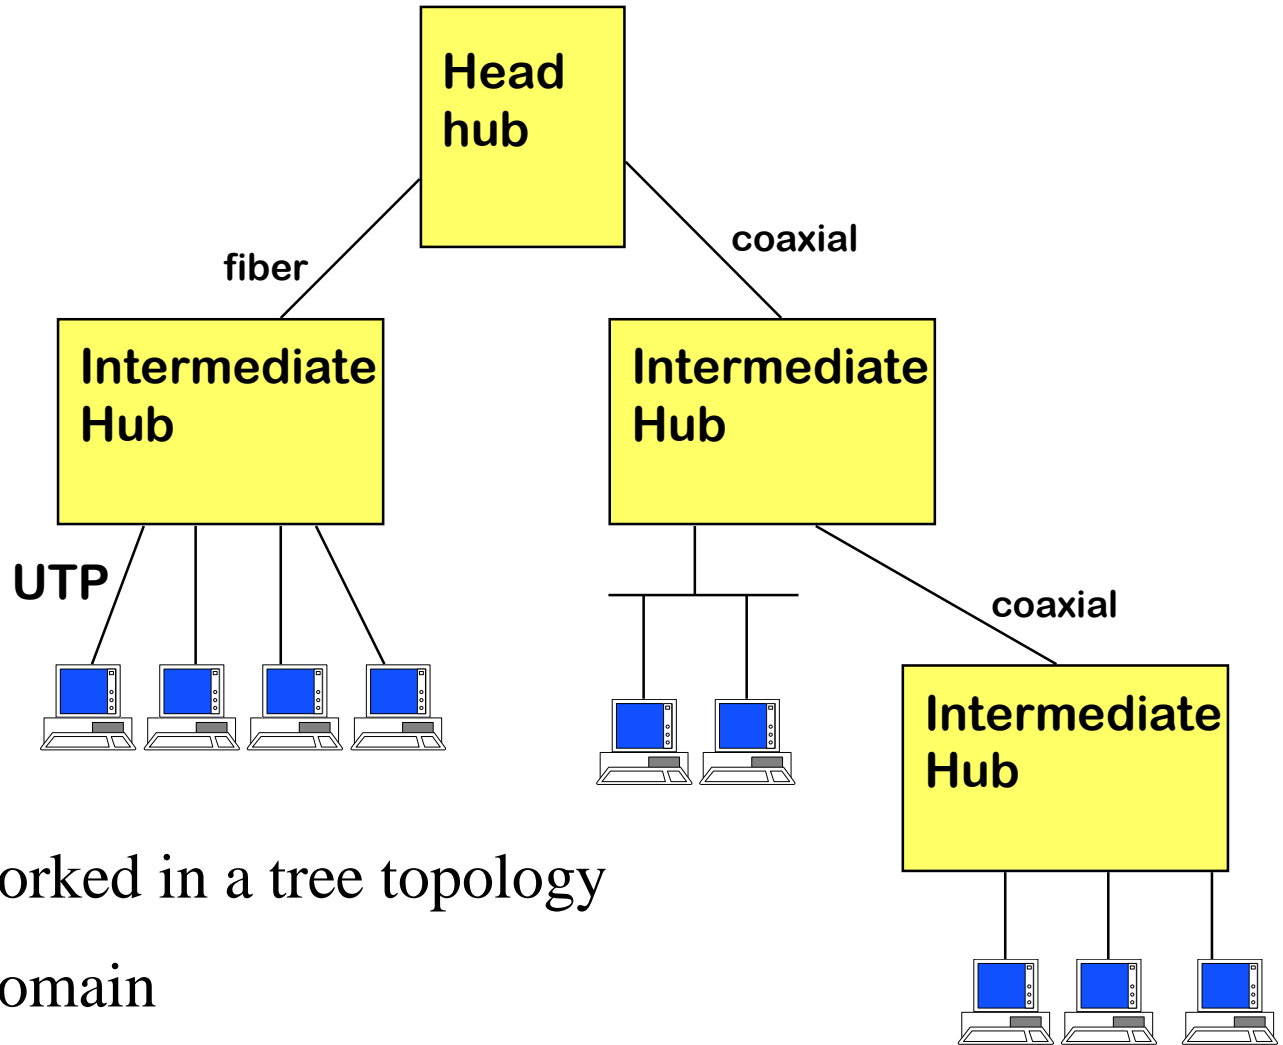 Head
hub
fiber
coaxial
Intermediate
Hub
Intermediate
Hub
UTP
coaxial
Intermediate
Hub
orked in a tree topology
omain